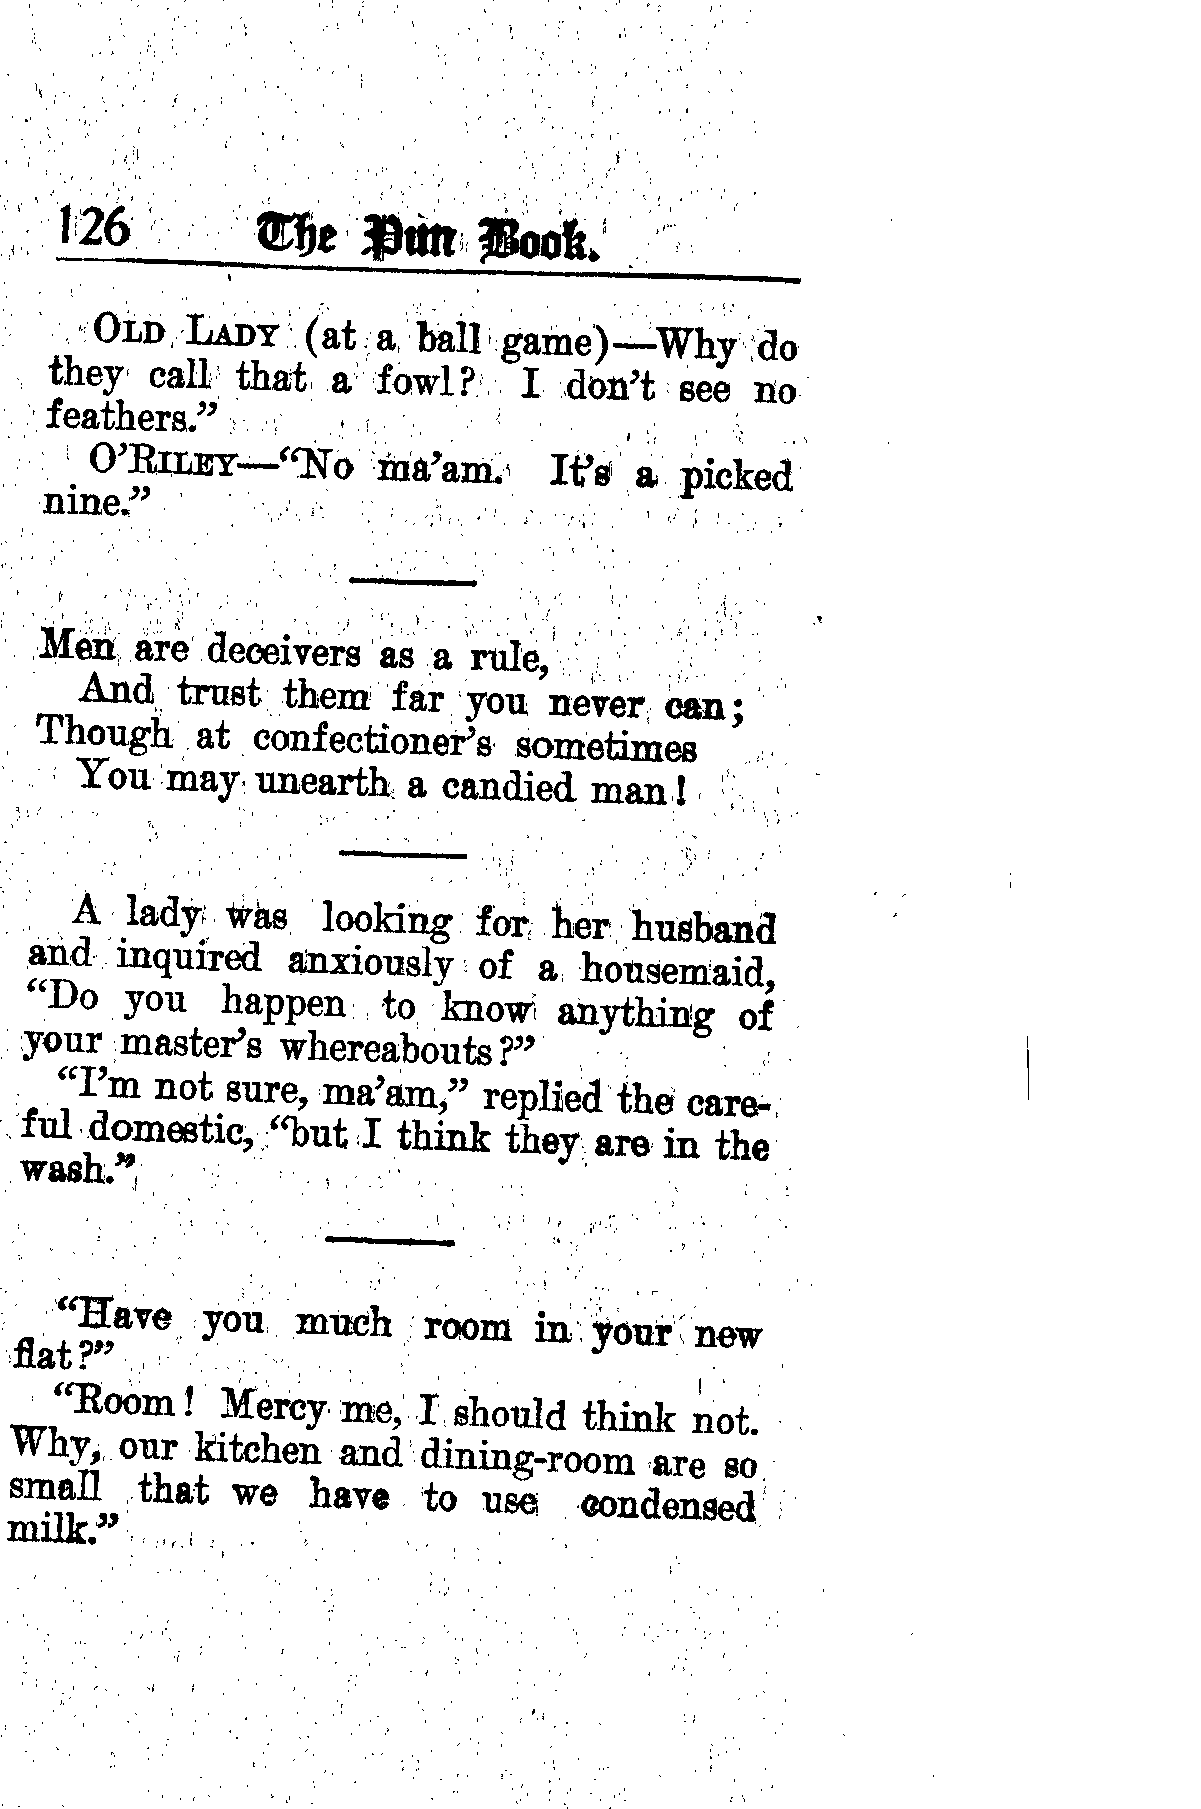 126 The Pun Book.
OLD LADY (at a ball game)—Why do
they call that a fowl? I don't see no
feathers.”
O'RILEY—“No ma'am. It's a picked
nine.”
Men are deceivers as a rule,
And trust them far you never can;
Though at confectioner's sometimes
You may unearth a candied man!
A lady was looking for her husband
and inquired anxiously of a housemaid,
“Do you happen to know anything of
your master's whereabouts?”
“I'm not sure, ma'am,” replied the care-
ful domestic, “but I think they are in the
wash.”
“Have you much room in your new
flat?”
“Room! Mercy me, I should think not.
Why, our kitchen and dining-room are so
small that we have to use condensed
milk.”